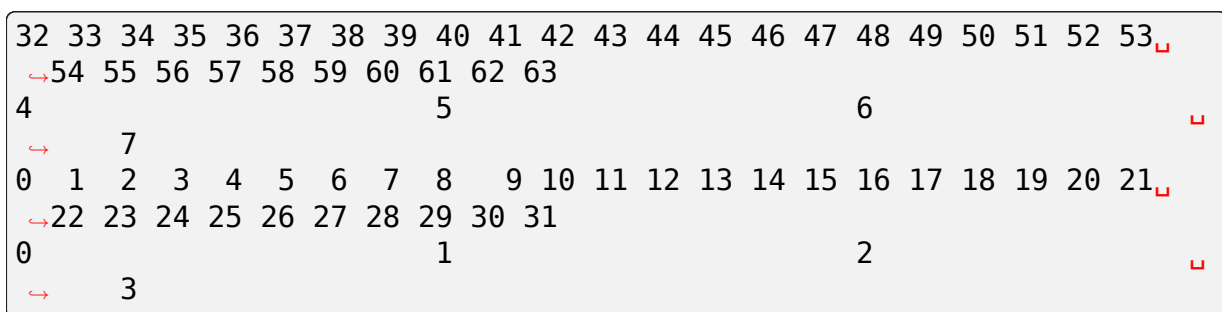 32 33 34 35 36 37 38 39 40 41 42 43 44 45 46 47 48 49 50 51 52 53␣
↪54 55 56 57 58 59 60 61 62 63
4                       5                       6                  ␣
↪     7
0  1  2  3  4  5  6  7  8   9 10 11 12 13 14 15 16 17 18 19 20 21␣
↪22 23 24 25 26 27 28 29 30 31
0                       1                       2                  ␣
↪     3